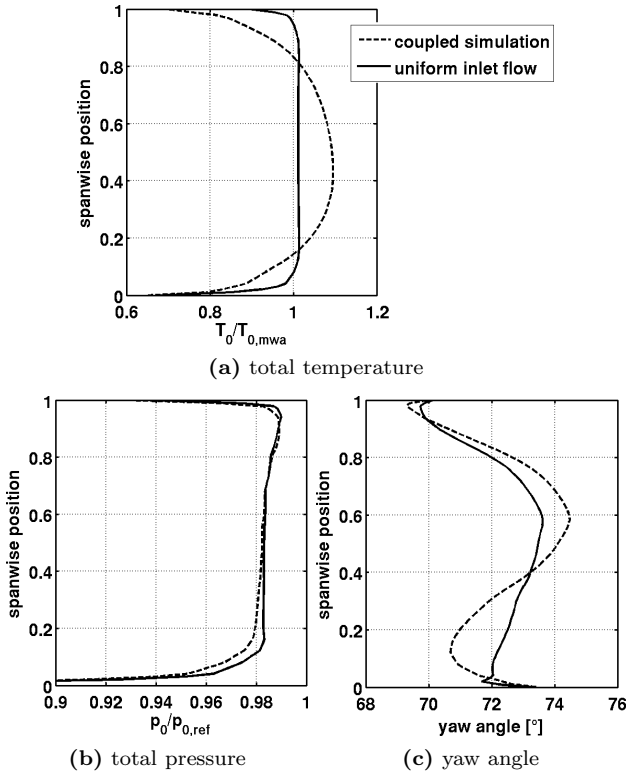 coupled simulation
uniform inlet flow
spanwise position
1
0.8
0.6
0.4
0.2
0
0.6 0.8 1 1.2
T0/T0,mwa
(a) total temperature
spanwise position
1
0.8
0.6
0.4
0.2
0
0.9 0.92 0.94 0.96 0.98 1
p0/p0,ref
(b) total pressure
spanwise position
1
0.8
0.6
0.4
0.2
0
68 70 72 74 76
yaw angle [°]
(c) yaw angle